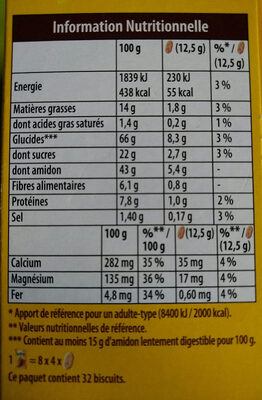 Information Nutritionnelle
100 g (12,5 g) %*/ (12,5g)
Energie 1839 kJ 438 kcal 230 kJ 55 kcal 3 %
Matières grasses 14 g 1,8 g 3 %
dont acides gras saturés 1,4 g 0,2 g 1 %
Glucides*** 66 g 8,3 g 3 %
dont sucres 22 g 2,7 g 3 %
dont amidon 43 g 5,4 g -
Fibres alimentaires 6,1 g 0,8 g -
Protéines 7,8 g 1,0 g 2 %
Sel 1,40 g 0,17 g 3 %
100 g %**/ 100 g (12,5 g) %**/ (12,5 g)
Calcium 282 mg 35 % 35 mg 4 %
Magnésium 135 mg 36 % 17 mg 4 %
Fer 4,8 mg 34 % 0,60 mg 4 %
* Apport de référence pour un adulte-type (8400 kJ / 2000 kcal).
** Valeurs nutritionnelles de référence.
*** Contient au moins 15 g d'amidon lentement digestible pour 100 g.
1 = 8 x 4 x
Ce paquet contient 32 biscuits.